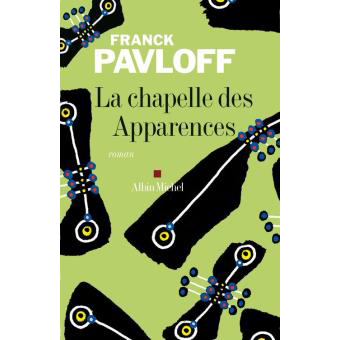 FRANCK
PAVLOFF
La chapelle des
Apparences
roman
Albin Michel